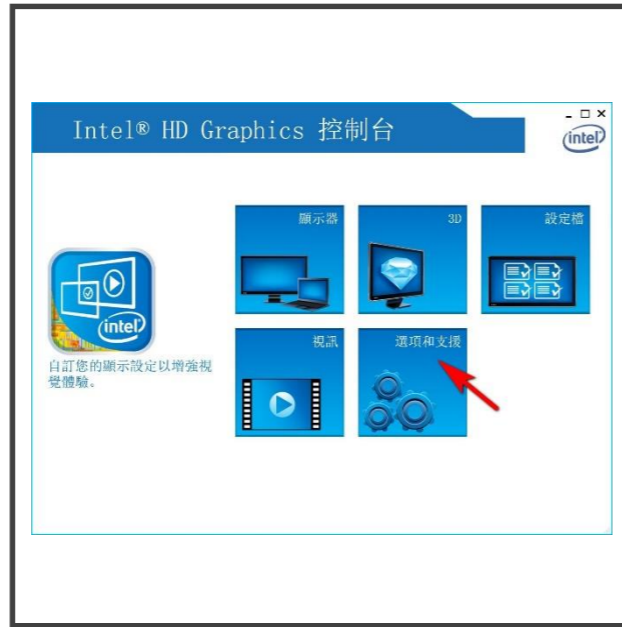 Intel® HD Graphics 控制台
intel
顯示器
3D
設定檔
intel
自訂您的顯示設定以增強視
覺體驗。
視訊
選項和支援